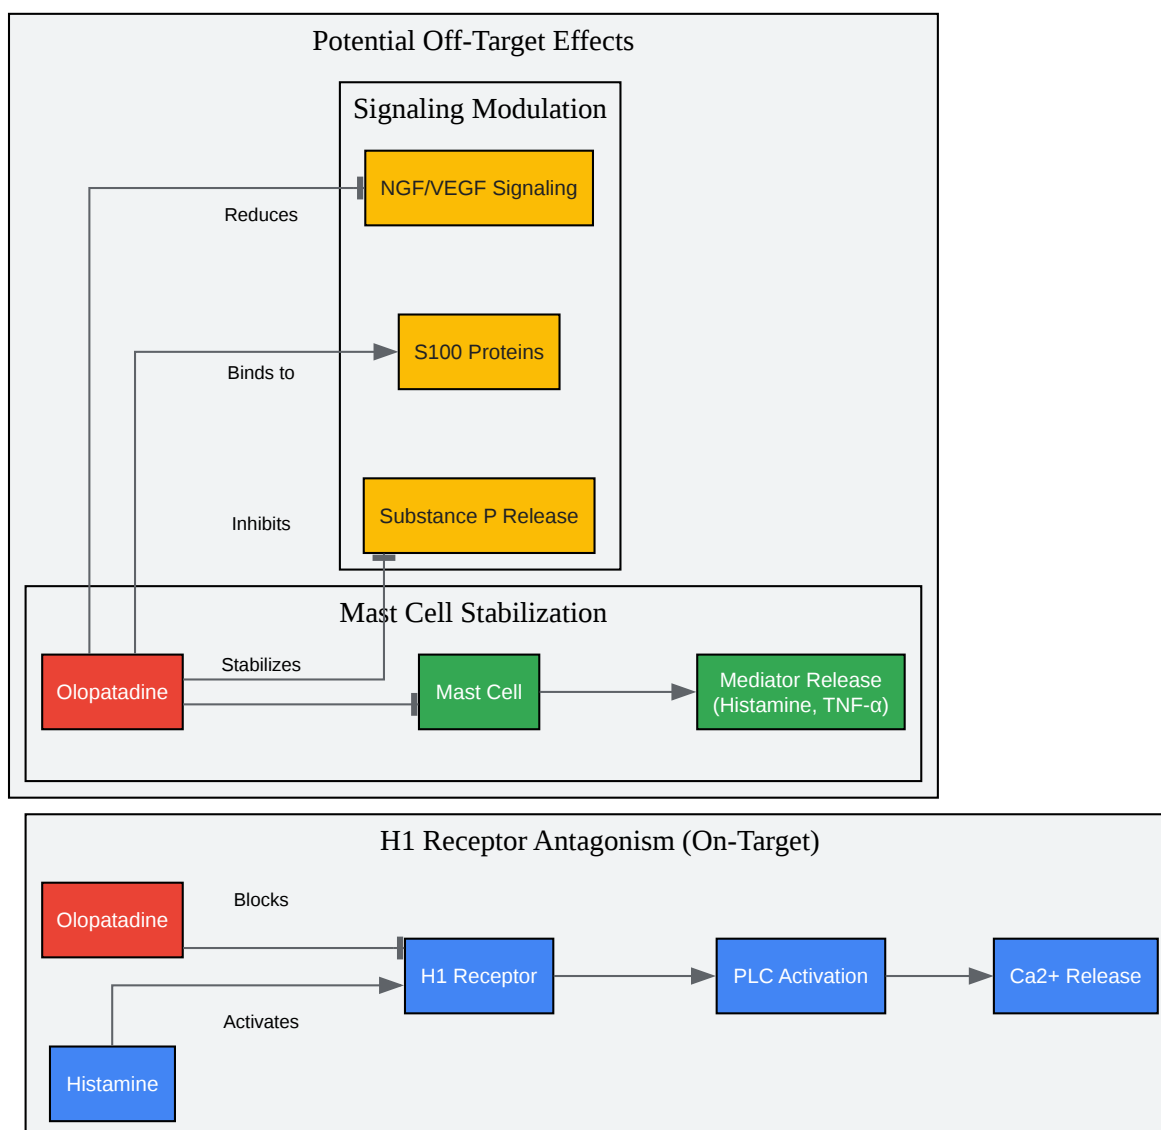 Potential Off-Target Effects
Signaling Modulation
NGF/VEGF Signaling
Reduces
S100 Proteins
Binds to
Substance P Release
Inhibits
Mast Cell Stabilization
Stabilizes
Olopatadine
Mast Cell
Mediator Release
(Histamine, TNF-α)
H1 Receptor Antagonism (On-Target)
Olopatadine
Blocks
H1 Receptor
PLC Activation
Ca2+ Release
Activates
Histamine